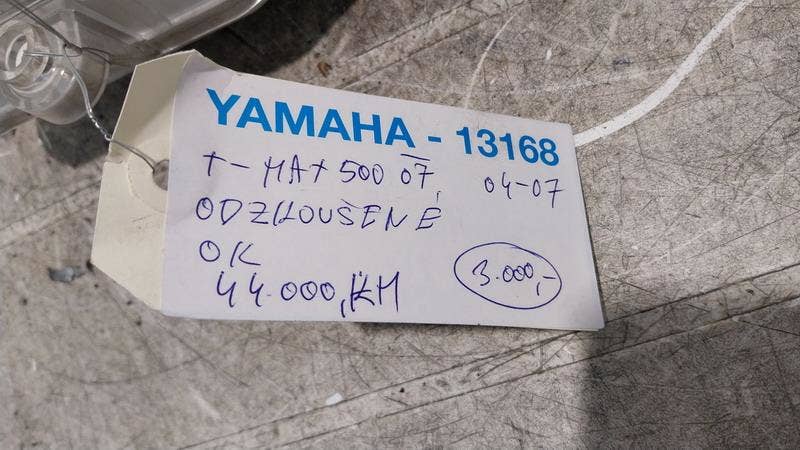 YAMAHA - 13168
T-MAX 500 07, 04-07
ODZKOUŠENÉ
OK
44.000,KM
3.000,-